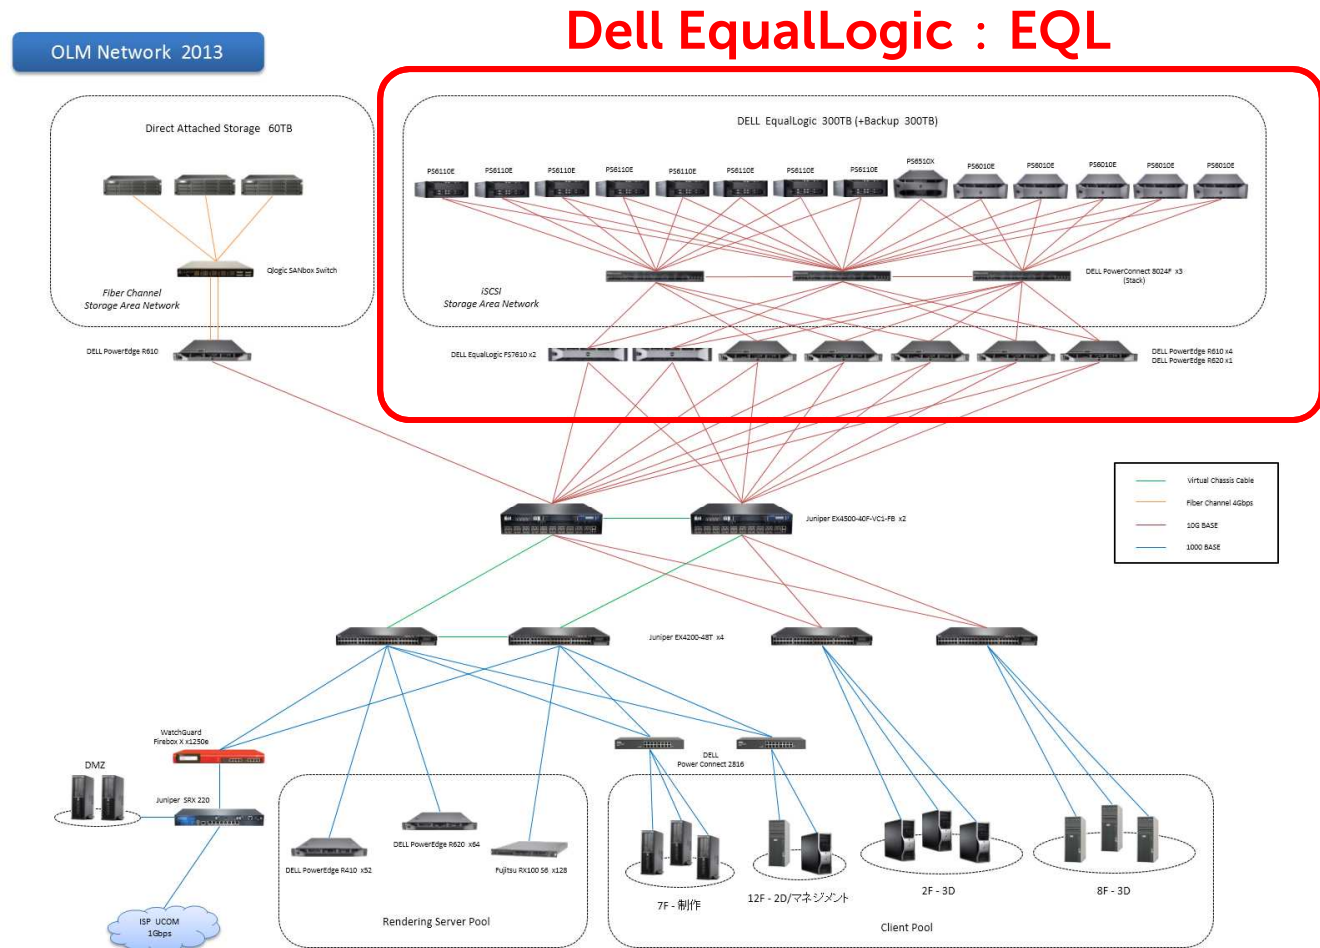 Dell EqualLogic : EQL
OLM Network 2013
Direct Attached Storage 60TB
DELL EqualLogic 300TB (+Backup 300TB)
PS6110E
PS6110E
PS6110E
PS6110E
PS6110E
PS6110E
PS6110E
PS6110E
PS6510X
PS6010E
PS6010E
PS6010E
PS6010E
PS6010E
Qlogic SANbox Switch
Fiber Channel
Storage Area Network
iSCSI
Storage Area Network
DELL PowerConnect 8024F x3
(Stack)
DELL PowerEdge R610
DELL EqualLogic FS7610 x2
DELL PowerEdge R610 x4
DELL PowerEdge R620 x1
Virtual Chassis Cable
Fiber Channel 4Gbps
10G BASE
1000 BASE
Juniper EX4500-40F-VC1-FB x2
Juniper EX4200-48T x4
WatchGuard
Firebox X x1250e
DMZ
Juniper SRX 220
DELL
Power Connect 2816
DELL PowerEdge R410 x52
DELL PowerEdge R620 x64
Fujitsu RX100 S6 x128
Rendering Server Pool
7F - 制作
12F - 2D/マネジメント
2F - 3D
8F - 3D
Client Pool
ISP UCOM
1Gbps